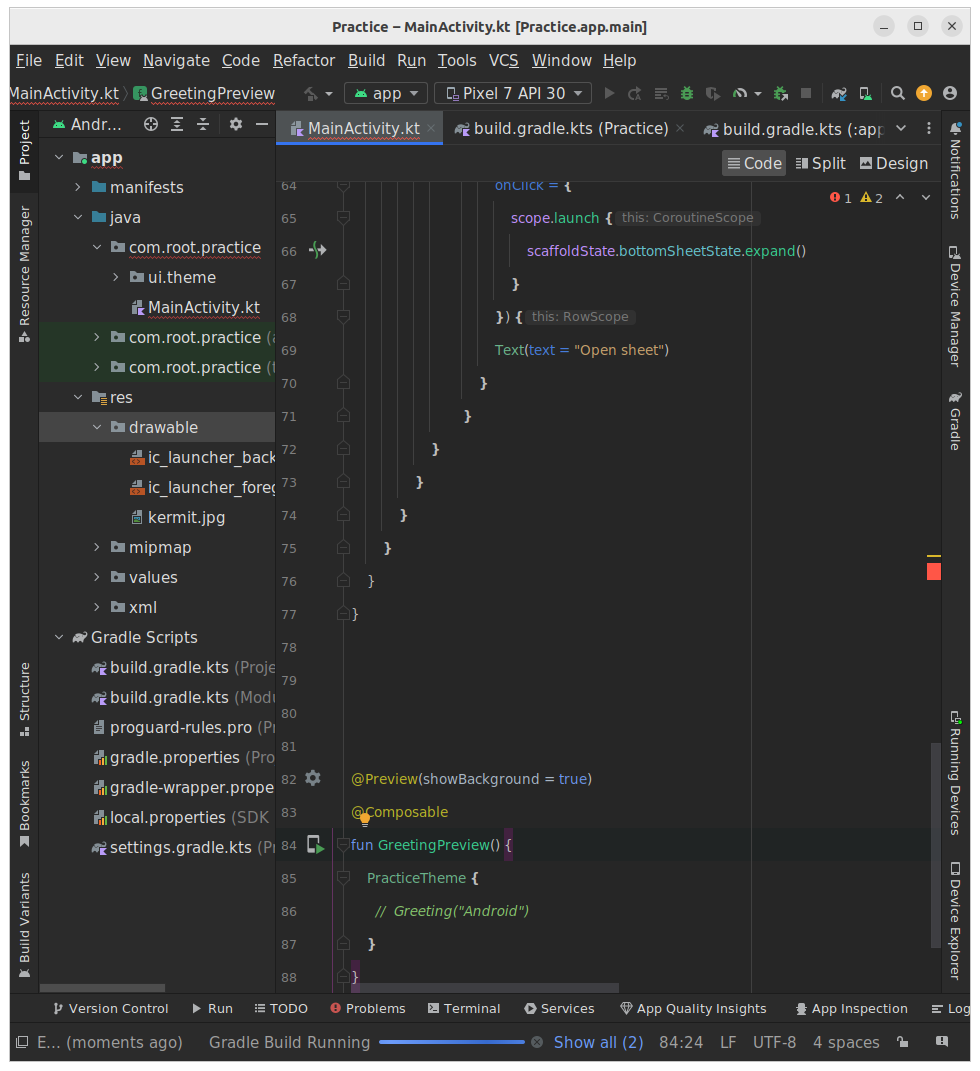 Practice – MainActivity.kt [Practice.app.main]
File Edit View Navigate Code Refactor Build Run Tools VCS Window Help
MainActivity.kt GreetingPreview app Pixel 7 API 30
Project
Resource Manager
Structure
Bookmarks
Build Variants
Andr...
app
manifests
java
com.root.practice
ui.theme
MainActivity.kt
com.root.practice (
com.root.practice (
res
drawable
ic_launcher_back
ic_launcher_foreg
kermit.jpg
mipmap
values
xml
Gradle Scripts
build.gradle.kts (Proje
build.gradle.kts (Modu
proguard-rules.pro (Pr
gradle.properties (Pro
gradle-wrapper.prope
local.properties (SDK
settings.gradle.kts (Pr
MainActivity.kt build.gradle.kts (Practice) build.gradle.kts (:app
Code Split Design
1 2
64 onClick = {
65 scope.launch { this: CoroutineScope
66 scaffoldState.bottomSheetState.expand()
67 }
68 }) { this: RowScope
69 Text(text = "Open sheet")
70 }
71 }
72 }
73 }
74 }
75 }
76 }
77 }
78
79
80
81
82 @Preview(showBackground = true)
83 @Composable
84 fun GreetingPreview() {
85 PracticeTheme {
86 // Greeting("Android")
87 }
88 }
Notifications
Device Manager
Gradle
Running Devices
Device Explorer
Version Control Run TODO Problems Terminal Services App Quality Insights App Inspection Log
E... (moments ago) Gradle Build Running Show all (2) 84:24 LF UTF-8 4 spaces